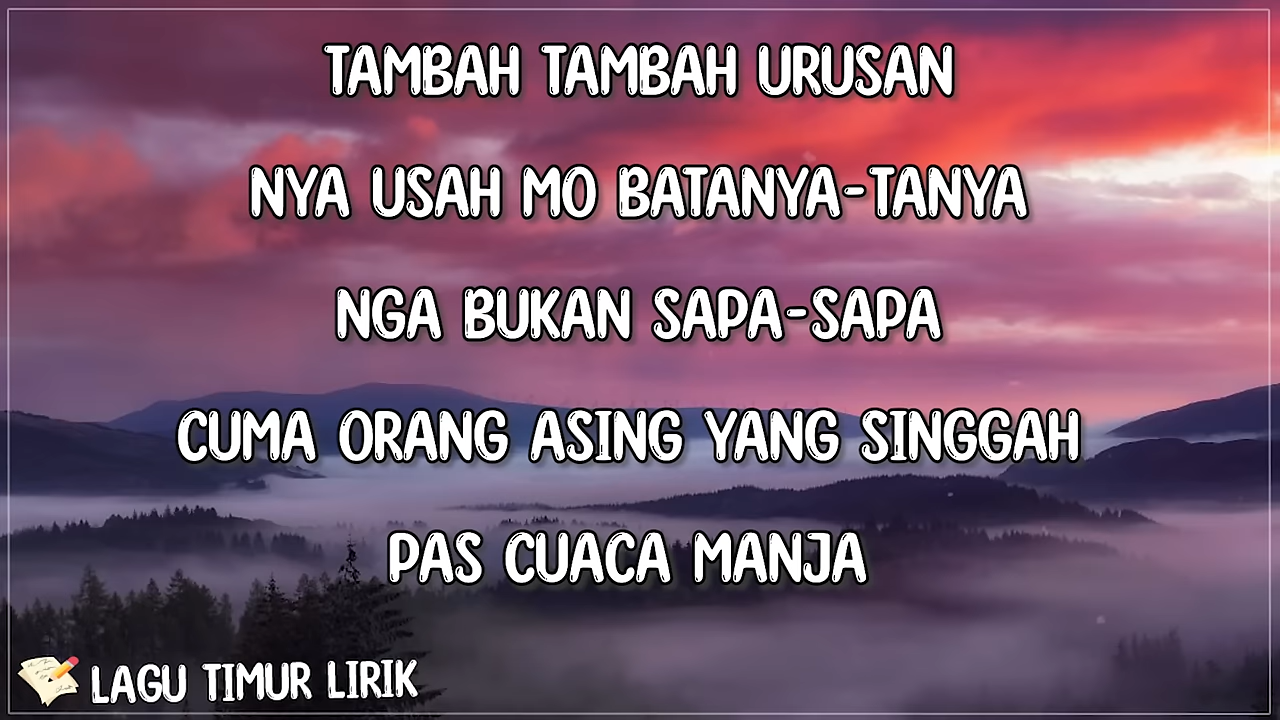 TAMBAH TAMBAH URUSAN
NYA USAH MO BATANYA-TANYA
NGA BUKAN SAPA-SAPA
CUMA ORANG ASING YANG SINGGAH
PAS CUACA MANJA
LAGU TIMUR LIRIK